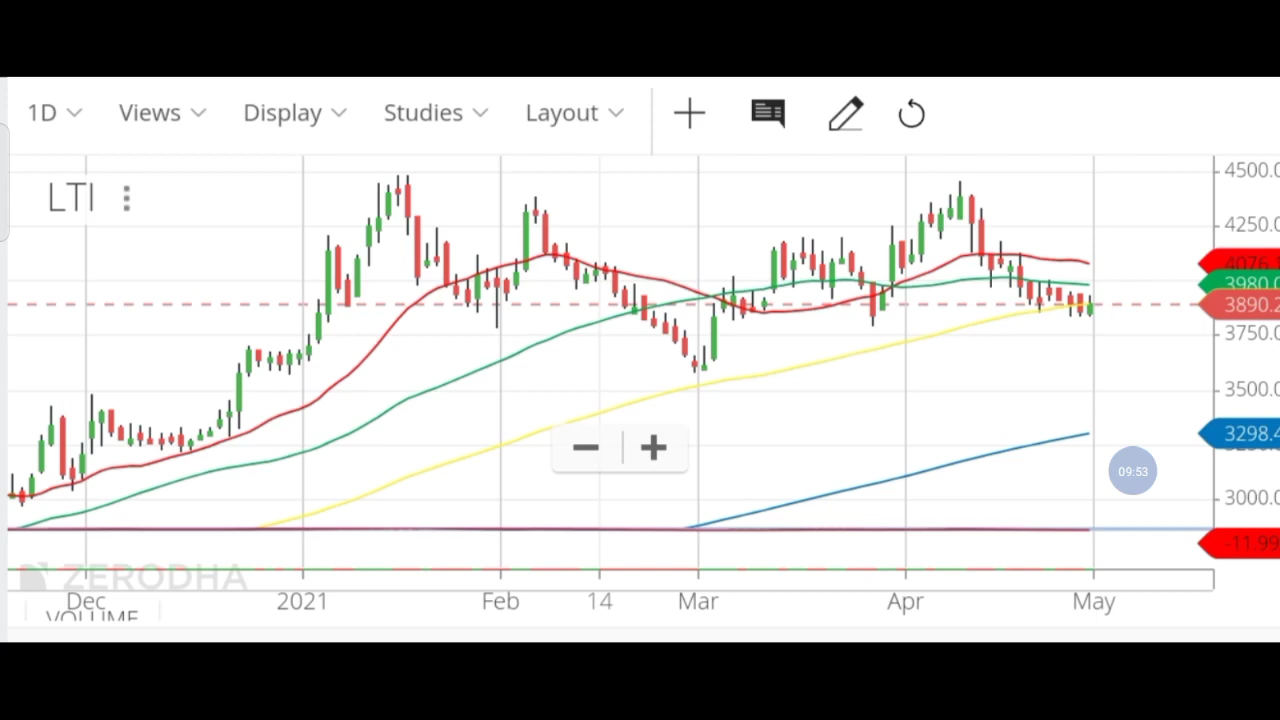 1D Views Display Studies Layout
4500.0
LTI
4250.0
4076.
3980.0
3890.2
3750.0
3500.0
3298.4
09:53
3000.0
-11.99
ZERODHA
Dec 2021 Feb 14 Mar Apr May
VOLUME